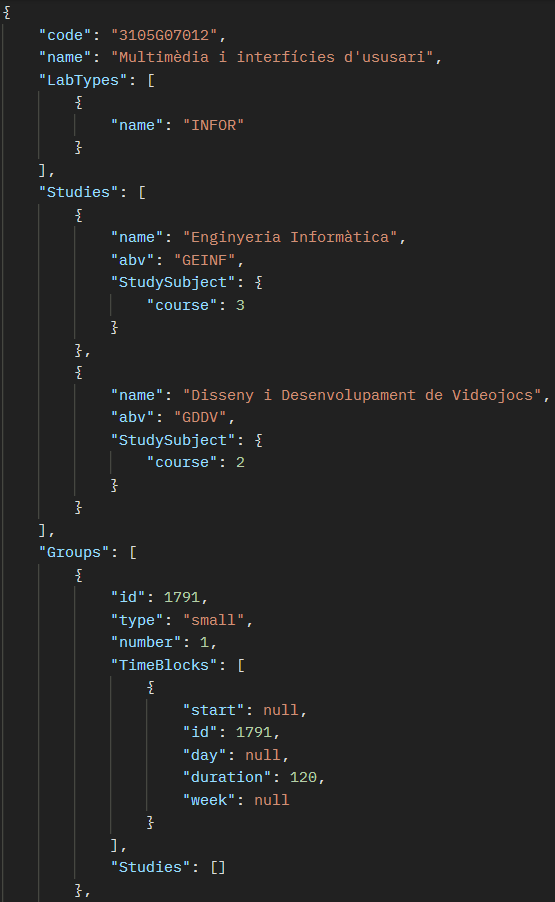 {
    "code": "3105G07012",
    "name": "Multimèdia i interfícies d'ususari",
    "LabTypes": [
        {
            "name": "INFOR"
        }
    ],
    "Studies": [
        {
            "name": "Enginyeria Informàtica",
            "abv": "GEINF",
            "StudySubject": {
                "course": 3
            }
        },
        {
            "name": "Disseny i Desenvolupament de Videojocs",
            "abv": "GDDV",
            "StudySubject": {
                "course": 2
            }
        }
    ],
    "Groups": [
        {
            "id": 1791,
            "type": "small",
            "number": 1,
            "TimeBlocks": [
                {
                    "start": null,
                    "id": 1791,
                    "day": null,
                    "duration": 120,
                    "week": null
                }
            ],
            "Studies": []
        },